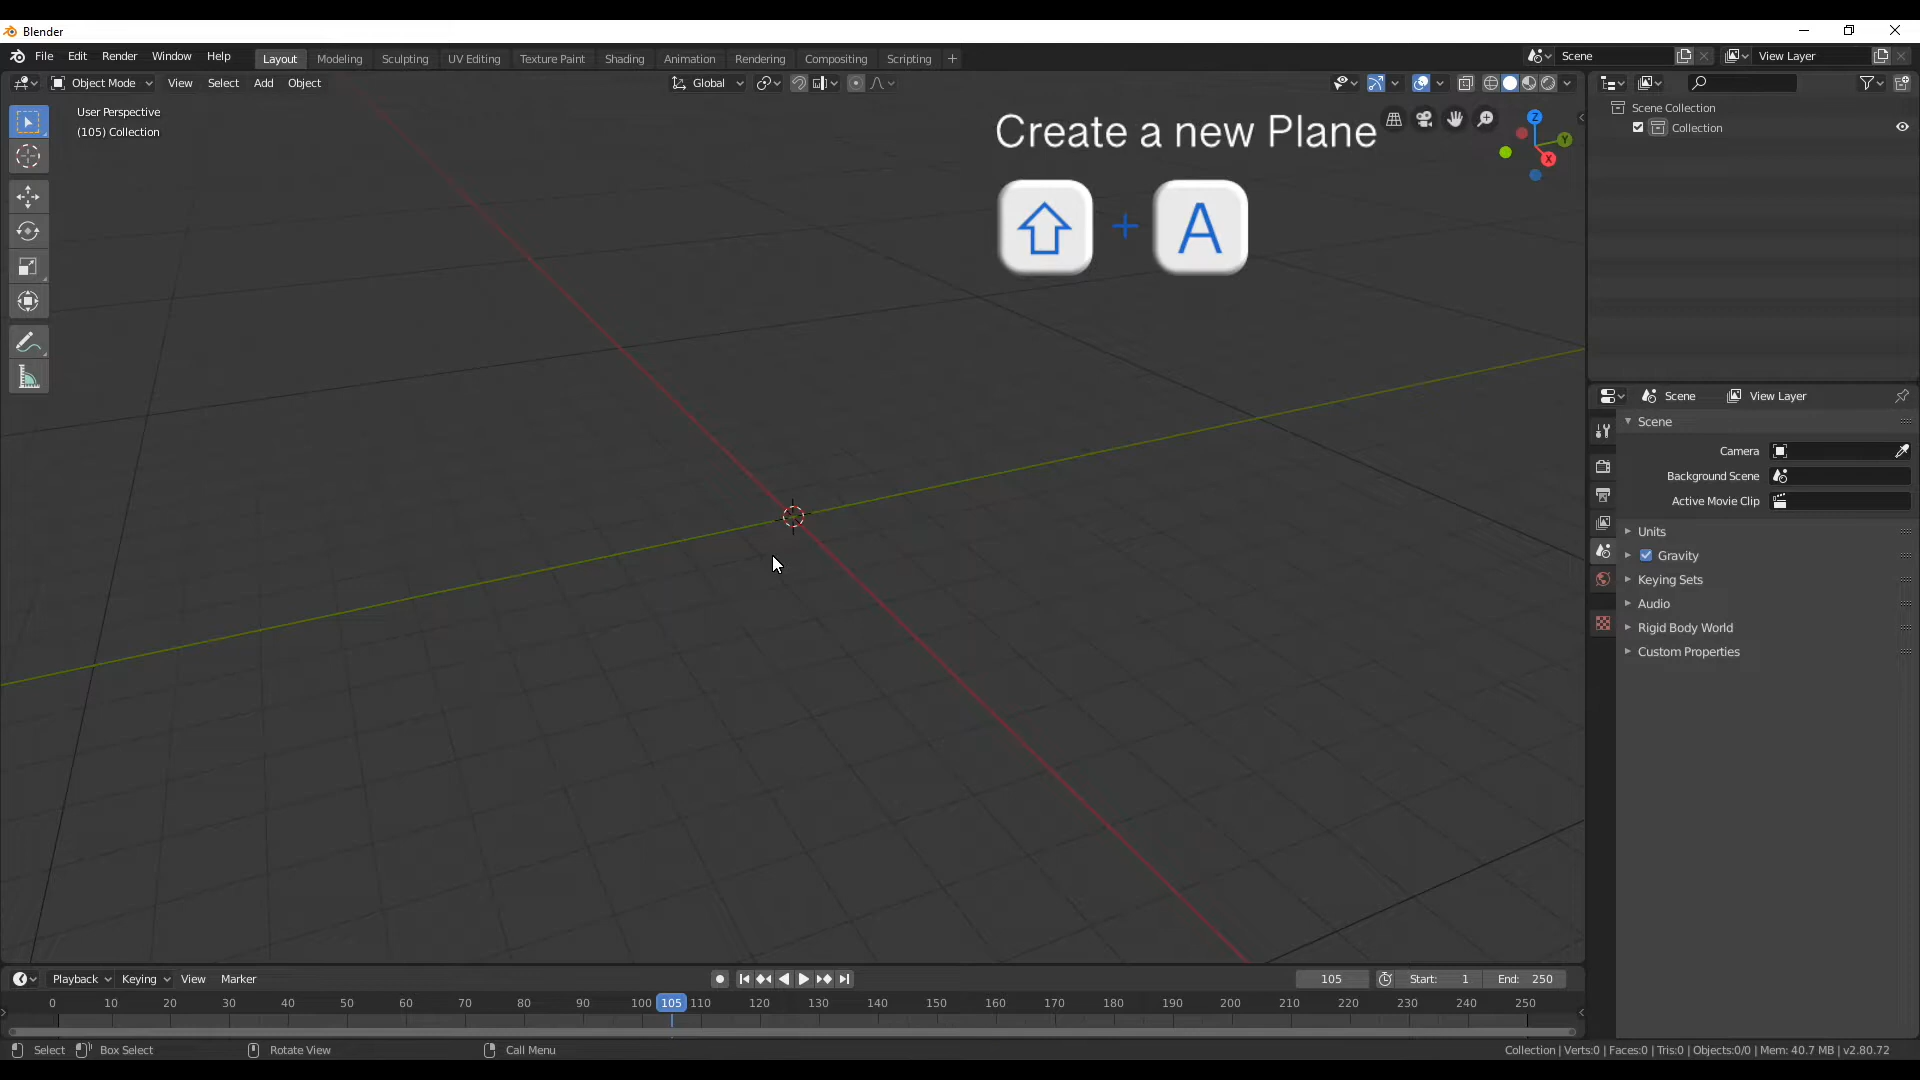 Blender
File Edit Render Window Help Layout Modeling Sculpting UV Editing Texture Paint Shading Animation Rendering Compositing Scripting + Scene View Layer
Object Mode View Select Add Object Global
User Perspective
(105) Collection
Create a new Plane
+ A
Z
Y
X
Scene Collection
Collection
Scene View Layer
Scene
Camera
Background Scene
Active Movie Clip
Units
Gravity
Keying Sets
Audio
Rigid Body World
Custom Properties
Playback Keying View Marker 105 Start: 1 End: 250
0 10 20 30 40 50 60 70 80 90 100 105 110 120 130 140 150 160 170 180 190 200 210 220 230 240 250
Select Box Select Rotate View Call Menu Collection | Verts:0 | Faces:0 | Tris:0 | Objects:0/0 | Mem: 40.7 MB | v2.80.72